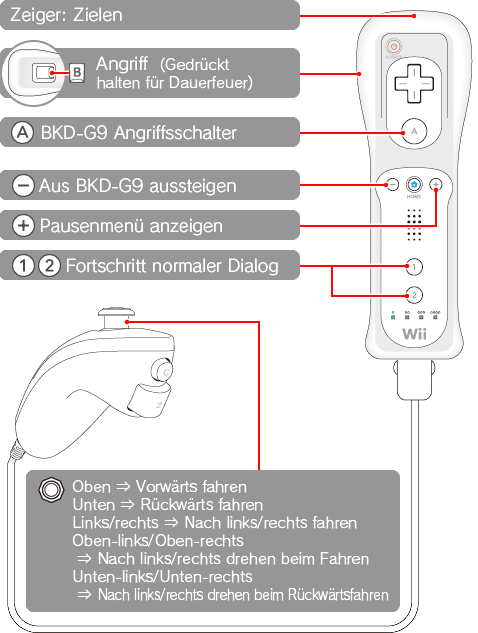 Zeiger: Zielen
B Angriff (Gedrückt
halten für Dauerfeuer)
A BKD-G9 Angriffsschalter
A
− Aus BKD-G9 aussteigen
− +
HOME
+ Pausenmenü anzeigen
1 2 Fortschritt normaler Dialog
1
2
Wii
C
Z
Oben ⇒ Vorwärts fahren
Unten ⇒ Rückwärts fahren
Links/rechts ⇒ Nach links/rechts fahren
Oben-links/Oben-rechts
⇒ Nach links/rechts drehen beim Fahren
Unten-links/Unten-rechts
⇒ Nach links/rechts drehen beim Rückwärtsfahren